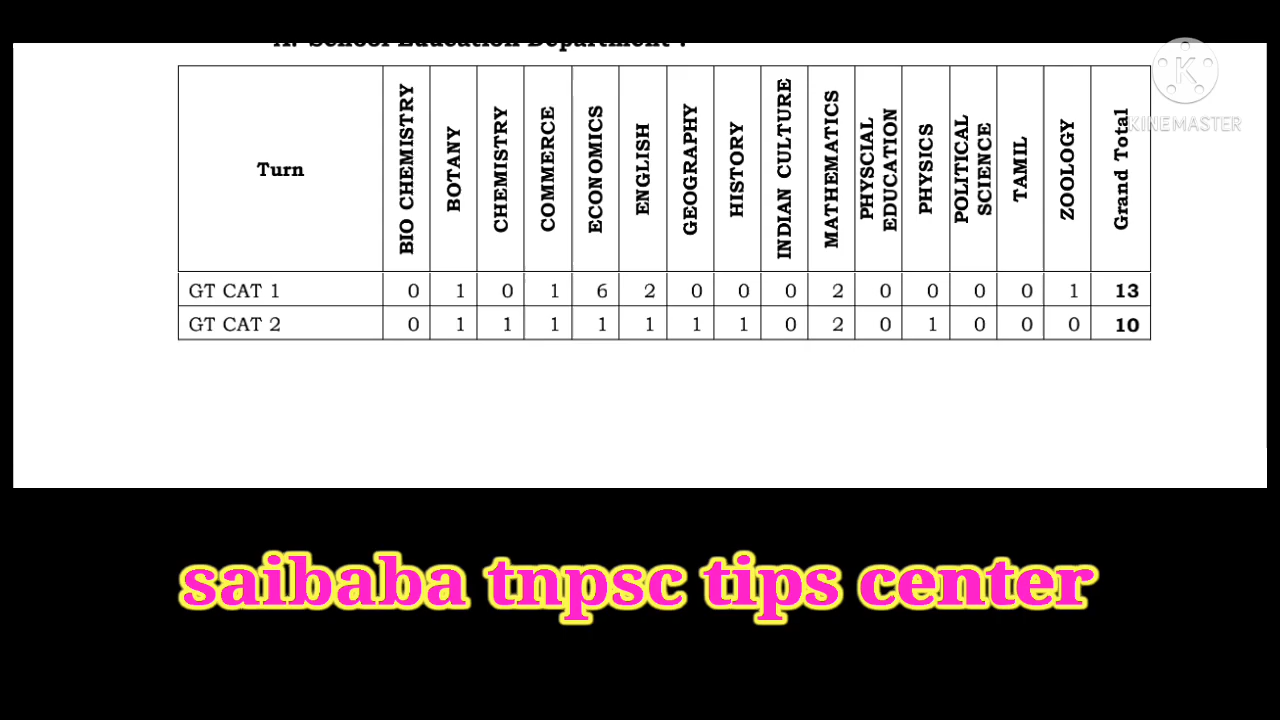 A. School Education Department :
Turn BIO CHEMISTRY BOTANY CHEMISTRY COMMERCE ECONOMICS ENGLISH GEOGRAPHY HISTORY INDIAN CULTURE MATHEMATICS PHYSCIAL EDUCATION PHYSICS POLITICAL SCIENCE TAMIL ZOOLOGY Grand Total
GT CAT 1 0 1 0 1 6 2 0 0 0 2 0 0 0 0 1 13
GT CAT 2 0 1 1 1 1 1 1 1 0 2 0 1 0 0 0 10
K
KINEMASTER
saibaba tnpsc tips center